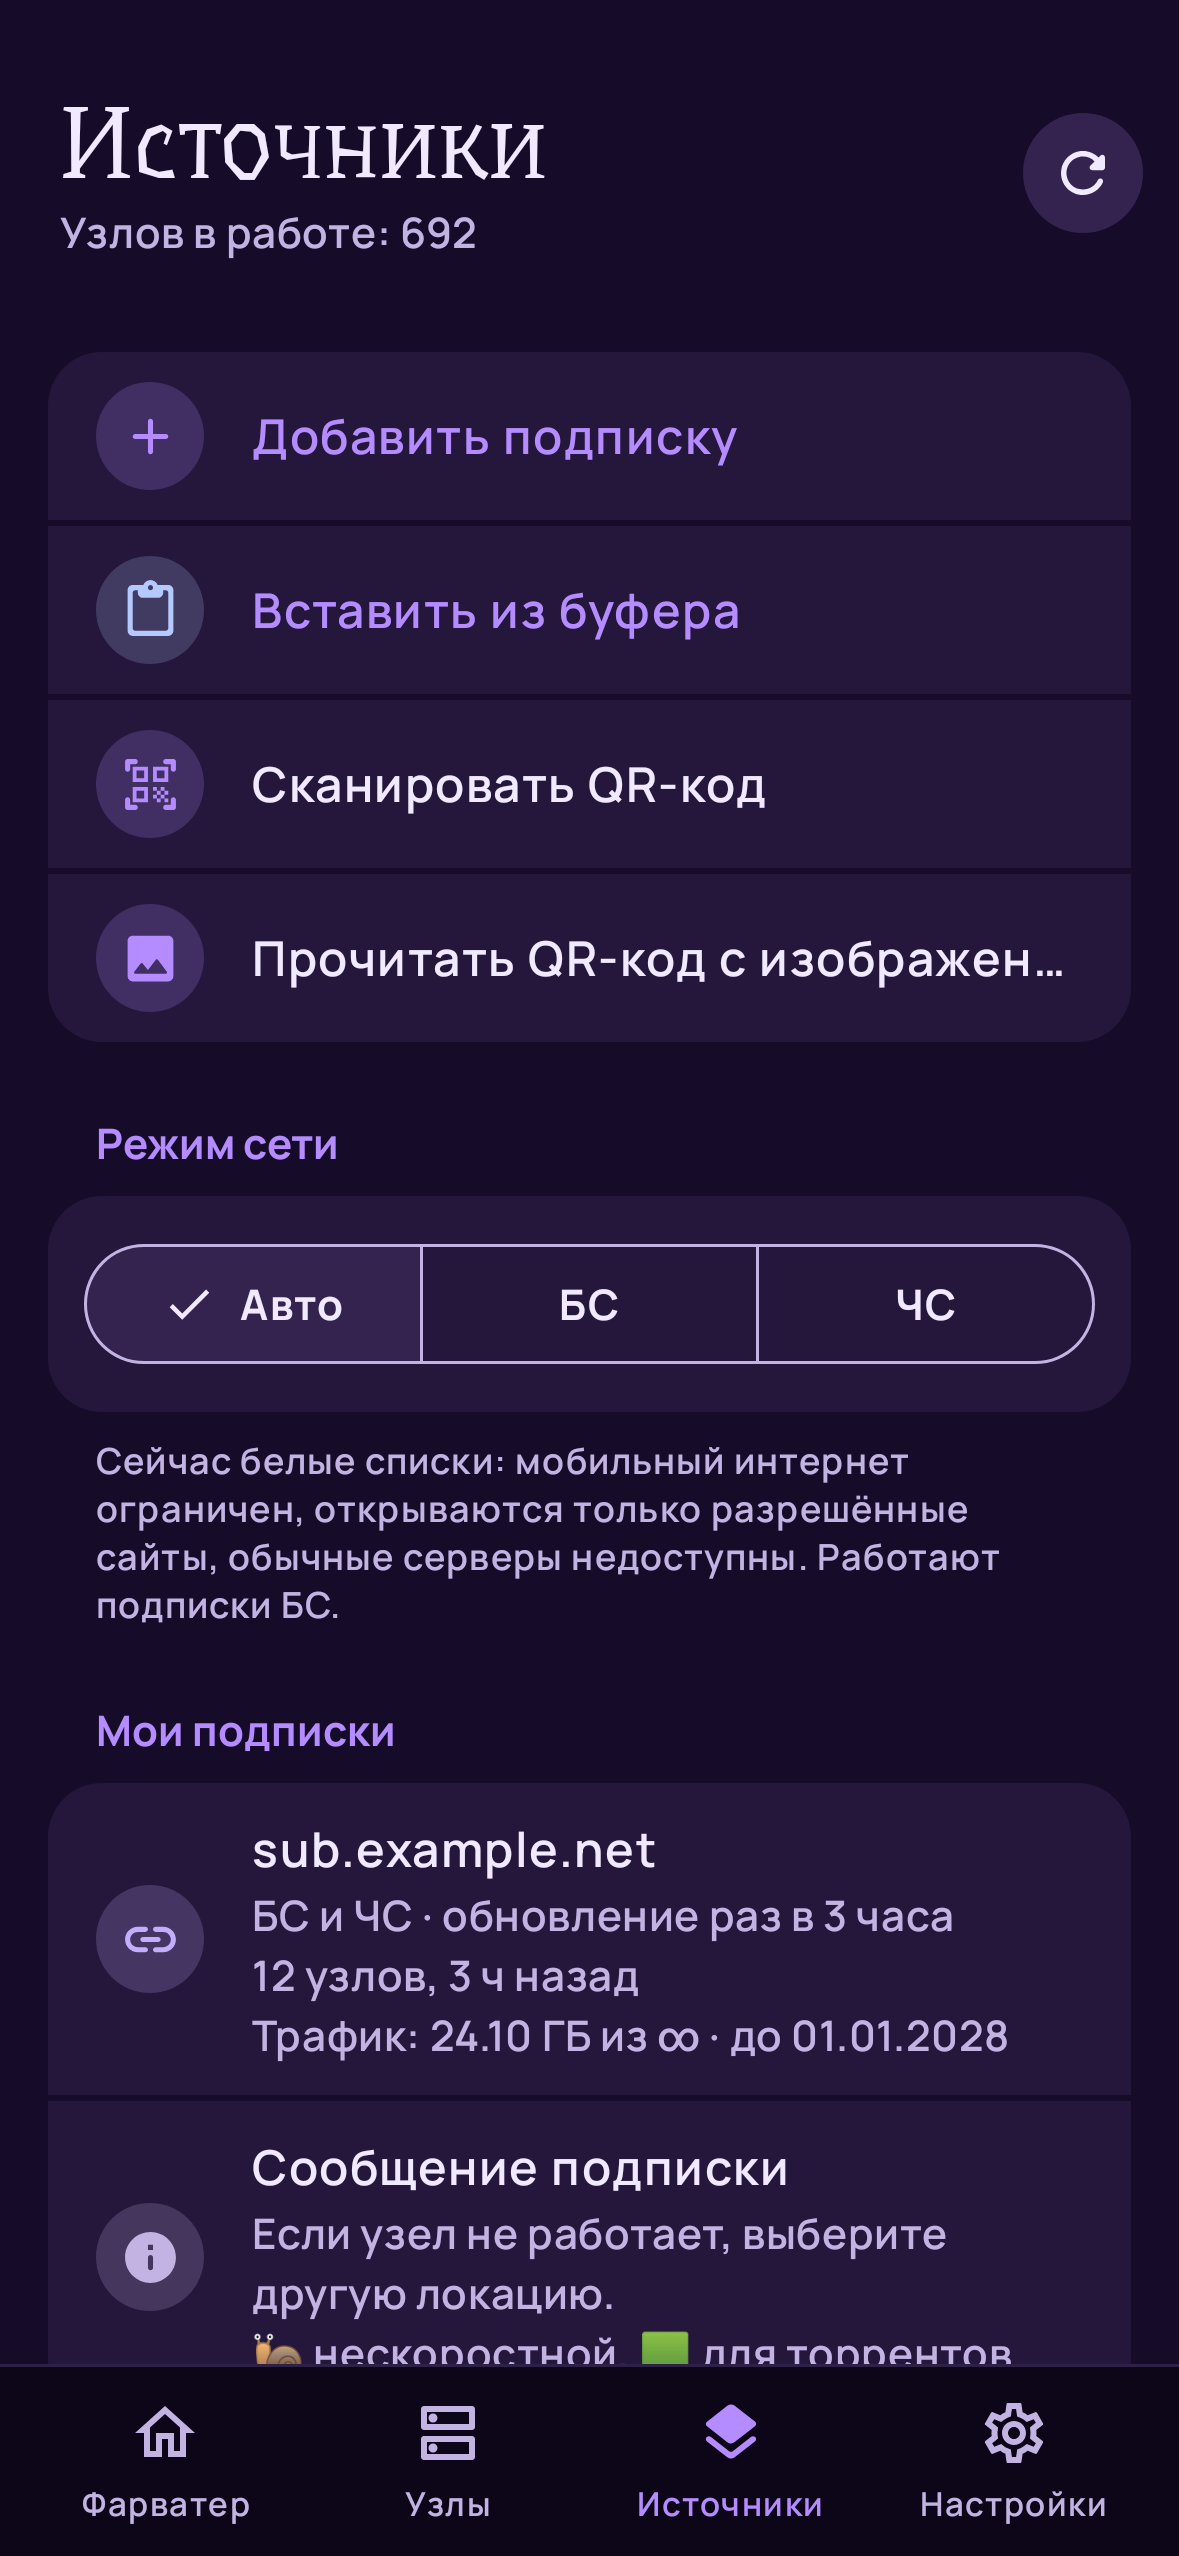 Источники
Узлов в работе: 692
Добавить подписку
Вставить из буфера
Сканировать QR-код
Прочитать QR-код с изображен…
Режим сети
Авто
БС
ЧС
Сейчас белые списки: мобильный интернет
ограничен, открываются только разрешённые
сайты, обычные серверы недоступны. Работают
подписки БС.
Мои подписки
sub.example.net
БС и ЧС · обновление раз в 3 часа
12 узлов, 3 ч назад
Трафик: 24.10 ГБ из ∞ · до 01.01.2028
Сообщение подписки
Если узел не работает, выберите
другую локацию.
🐌 нескоростной, 🟩 для торрентов
Фарватер
Узлы
Источники
Настройки